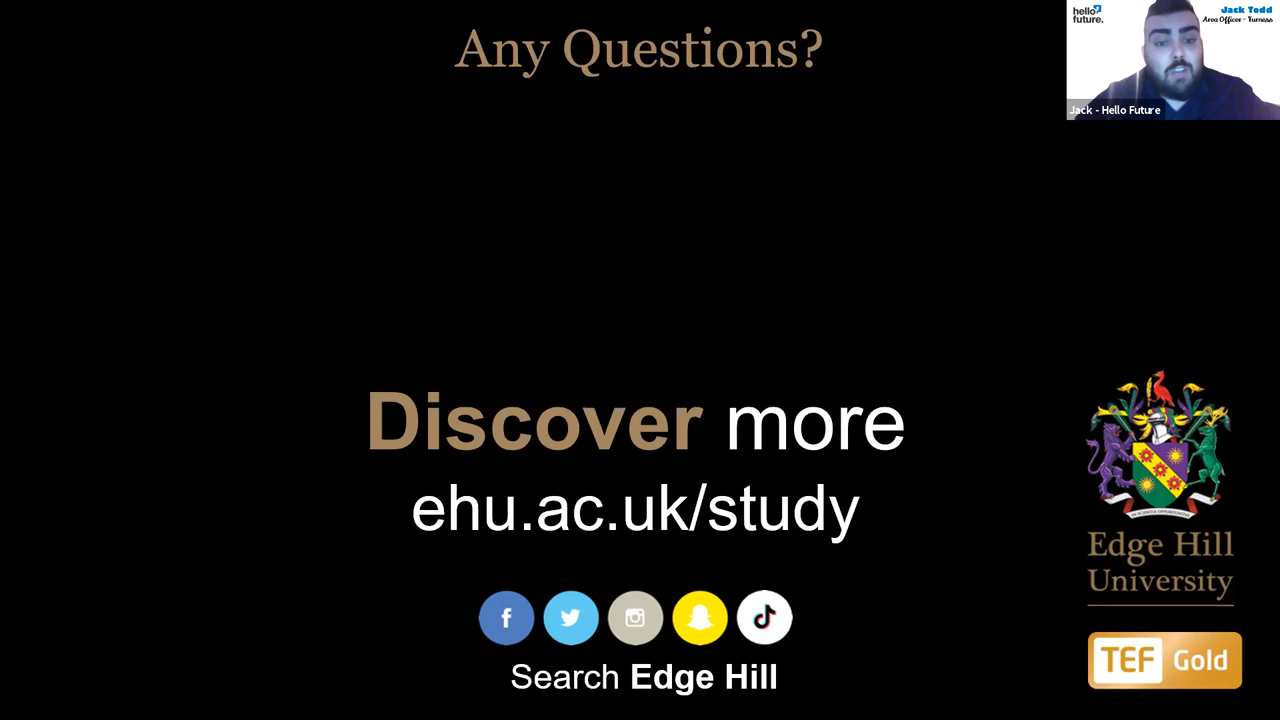 Any Questions?
hello
future.
Jack Todd
Area Officer - Furness
Jack - Hello Future
Discover more
ehu.ac.uk/study
Search Edge Hill
Edge Hill
University
TEF Gold